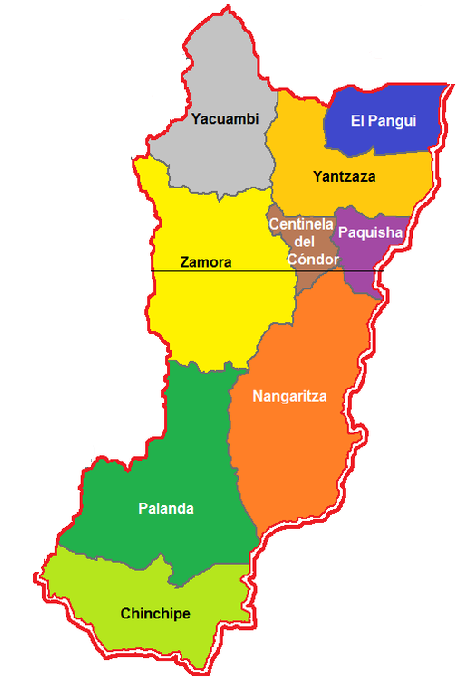 Yacuambi
El Pangui
Yantzaza
Centinela
del
Cóndor
Paquisha
Zamora
Nangaritza
Palanda
Chinchipe